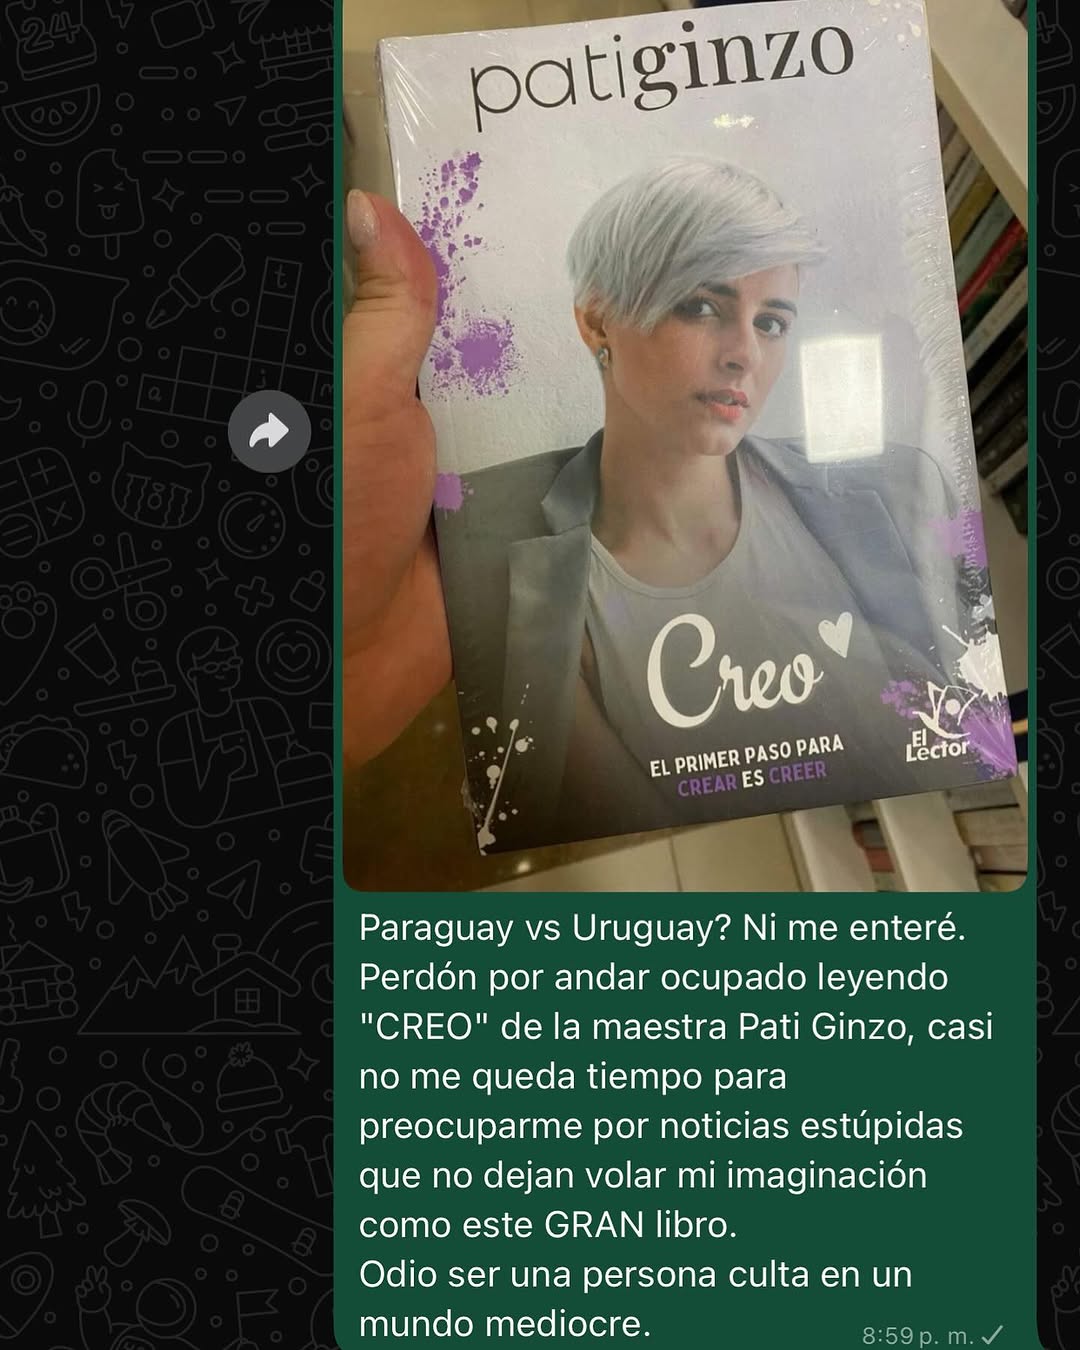 patiginzo
Creo
EL PRIMER PASO PARA
CREAR ES CREER
El
Lector
Paraguay vs Uruguay? Ni me enteré.
Perdón por andar ocupado leyendo
"CREO" de la maestra Pati Ginzo, casi
no me queda tiempo para
preocuparme por noticias estúpidas
que no dejan volar mi imaginación
como este GRAN libro.
Odio ser una persona culta en un
mundo mediocre.
8:59 p. m.